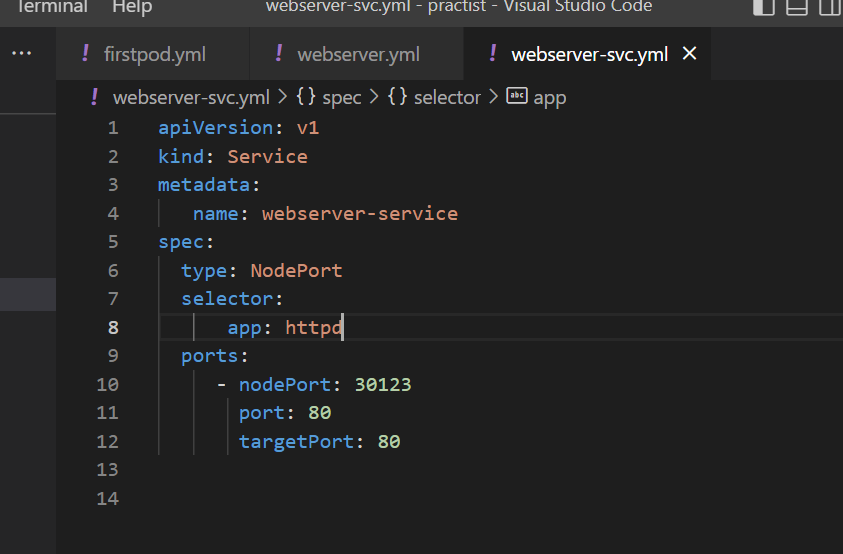 Terminal Help webserver-svc.yml - practist - Visual Studio Code
... ! firstpod.yml ! webserver.yml ! webserver-svc.yml ×
! webserver-svc.yml > {} spec > {} selector > abc app
1 apiVersion: v1
2 kind: Service
3 metadata:
4    name: webserver-service
5 spec:
6   type: NodePort
7   selector:
8       app: httpd
9   ports:
10      - nodePort: 30123
11        port: 80
12        targetPort: 80
13
14